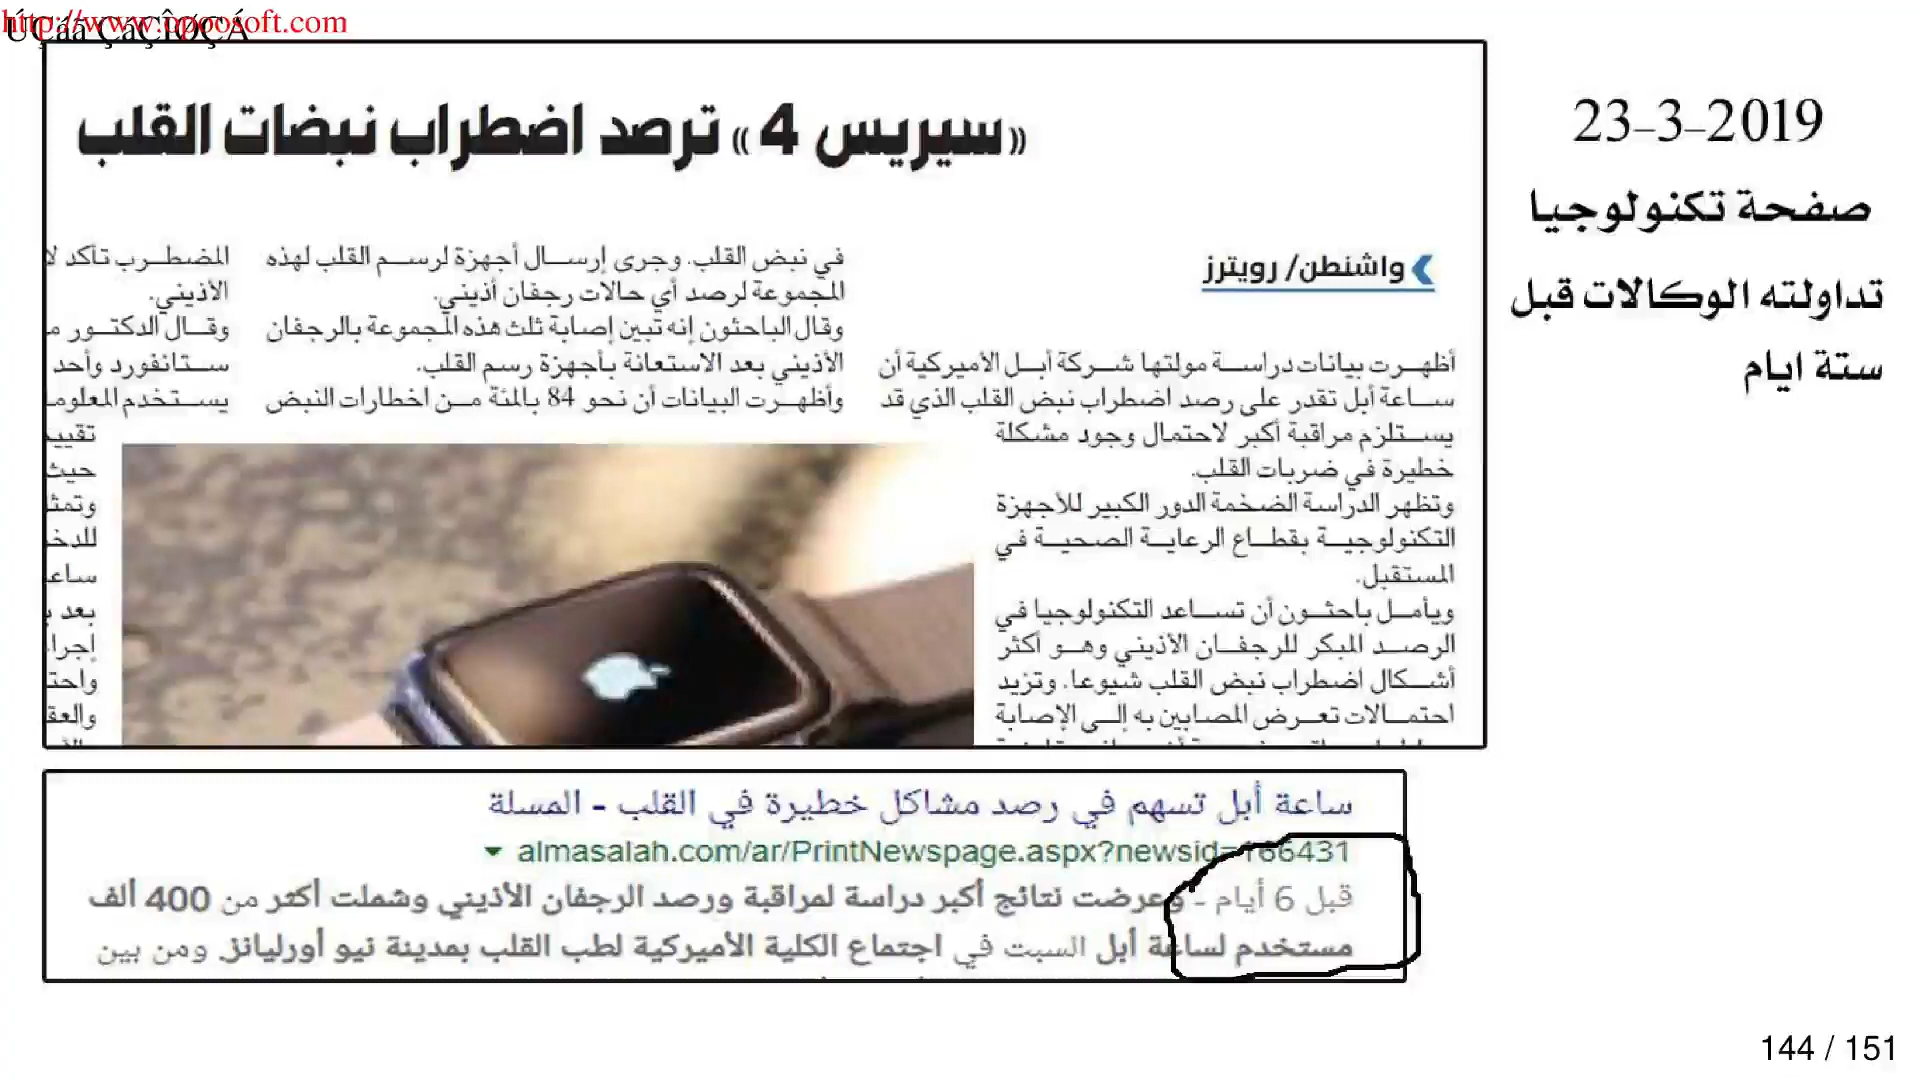 http://www.opoosoft.com
«سيريس 4» ترصد اضطراب نبضات القلب
واشنطن/ رويترز
أظهرت بيانات دراسة مولتها شركة أبل الأميركية أن
ساعة أبل تقدر على رصد اضطراب نبض القلب الذي قد
يستلزم مراقبة أكبر لاحتمال وجود مشكلة
خطيرة في ضربات القلب.
وتظهر الدراسة الضخمة الدور الكبير للأجهزة
التكنولوجية بقطاع الرعاية الصحية في
المستقبل.
ويأمل باحثون أن تساعد التكنولوجيا في
الرصد المبكر للرجفان الأذيني وهو أكثر
أشكال اضطراب نبض القلب شيوعا. وتزيد
احتمالات تعرض المصابين به إلى الإصابة
في نبض القلب. وجرى إرسال أجهزة لرسم القلب لهذه
المجموعة لرصد أي حالات رجفان أذيني.
وقال الباحثون إنه تبين إصابة ثلث هذه المجموعة بالرجفان
الأذيني بعد الاستعانة بأجهزة رسم القلب.
وأظهرت البيانات أن نحو 84 بالمئة من اخطارات النبض
المضطرب تأكد
الأذيني.
وقال الدكتور
ستانفورد وأحد
يستخدم
حيث
بعد
23-3-2019
صفحة تكنولوجيا
تداولته الوكالات قبل
ستة ايام
ساعة أبل تسهم في رصد مشاكل خطيرة في القلب - المسلة
almasalah.com/ar/PrintNewspage.aspx?newsid=166431
قبل 6 أيام - وعرضت نتائج أكبر دراسة لمراقبة ورصد الرجفان الأذيني وشملت أكثر من 400 ألف
مستخدم لساعة أبل السبت في اجتماع الكلية الأميركية لطب القلب بمدينة نيو أورليانز. ومن بين
144 / 151